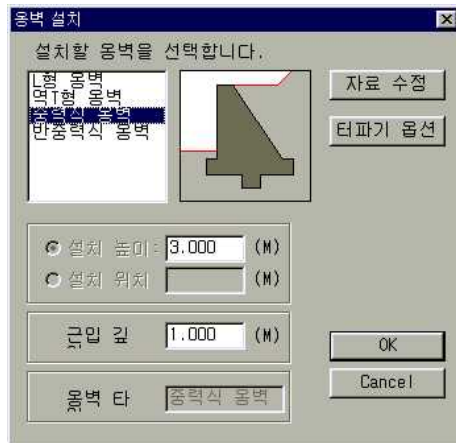 옹벽 설치
설치할 옹벽을 선택합니다.
L형 옹벽
역T형 옹벽
중력식 옹벽
반중력식 옹벽
자료 수정
터파기 옵션
설치 높이: 3.000 (M)
설치 위치 (M)
근입 깊 1.000 (M)
옹벽 타 중력식 옹벽
OK
Cancel